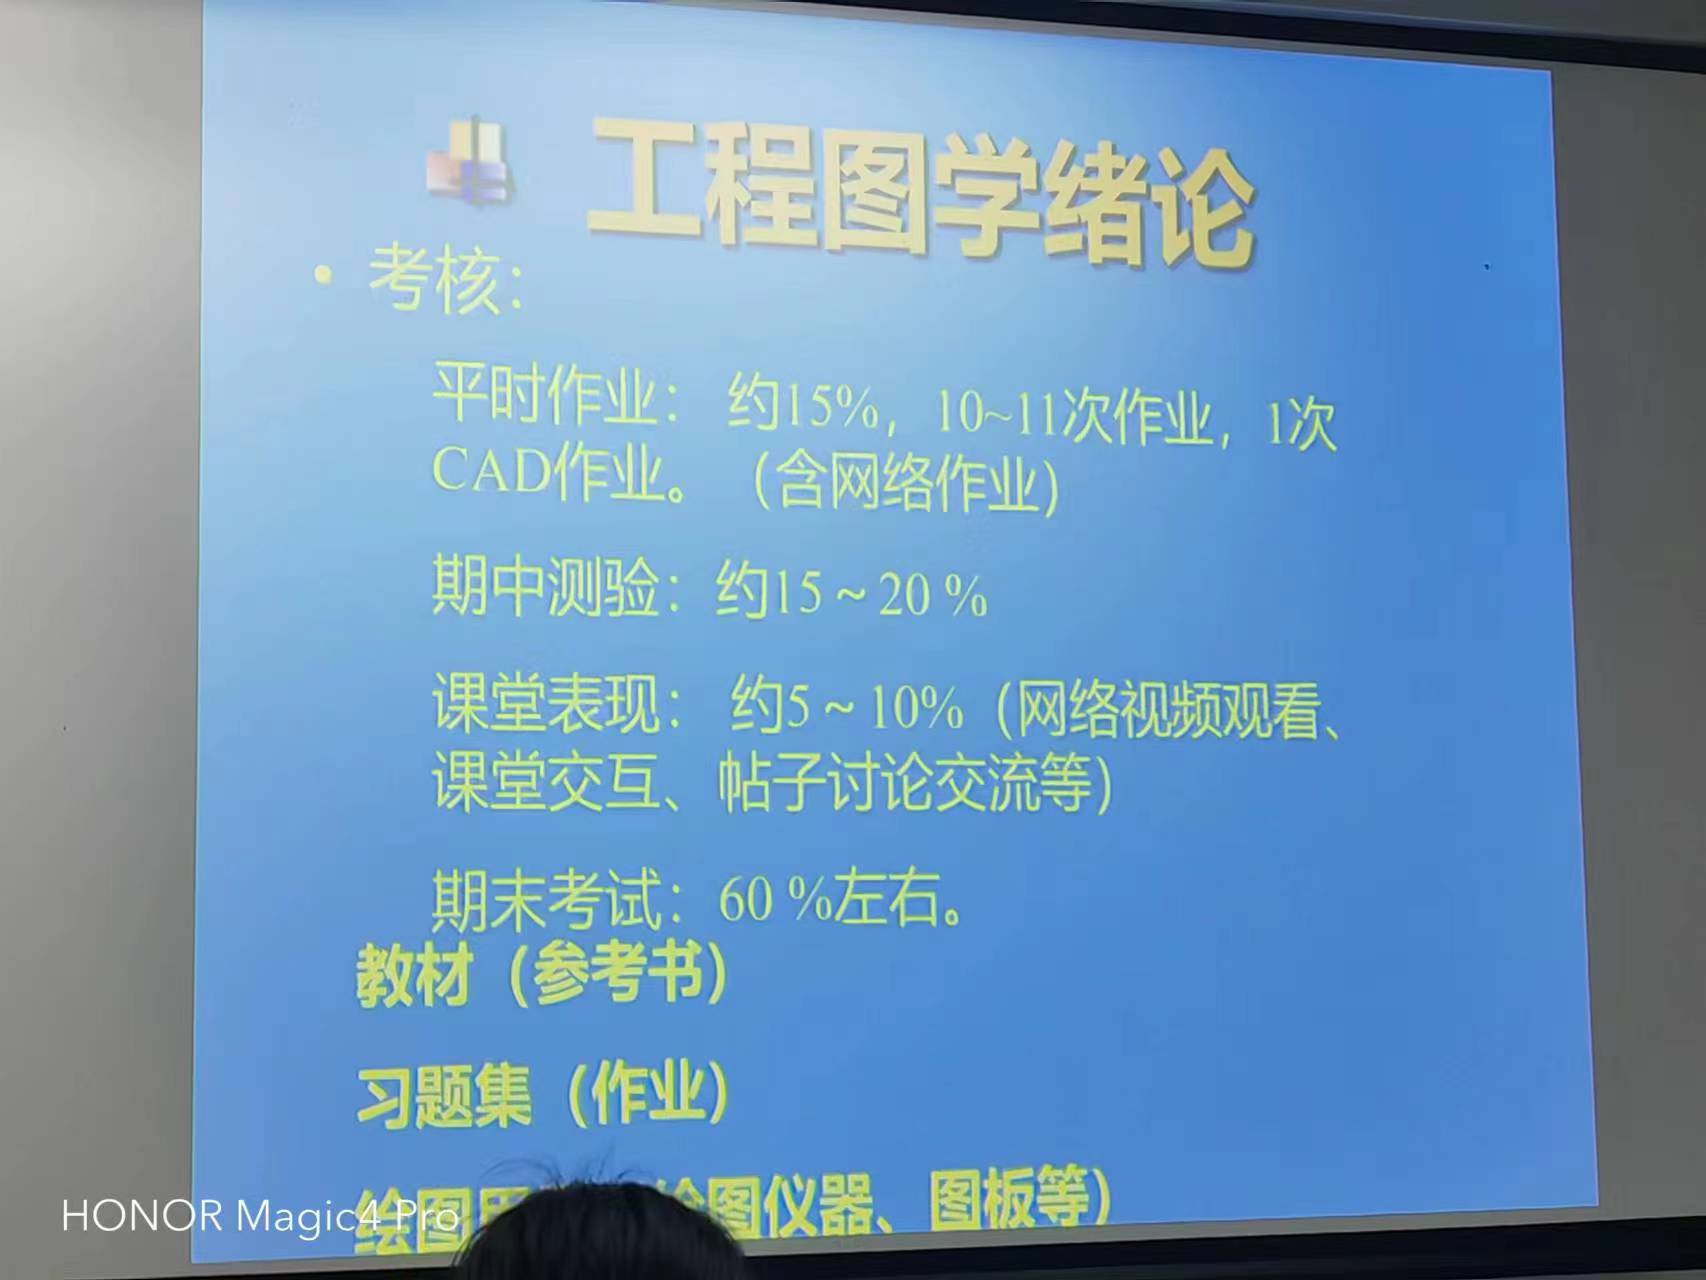 工程图学绪论
• 考核：
平时作业： 约15%，10~11次作业，1次
CAD作业。（含网络作业）
期中测验：约15～20 %
课堂表现： 约5～10%（网络视频观看、
课堂交互、帖子讨论交流等）
期末考试：60 %左右。
教材（参考书）
习题集（作业）
绘图 图仪器、图板等）
HONOR Magic4 Pro